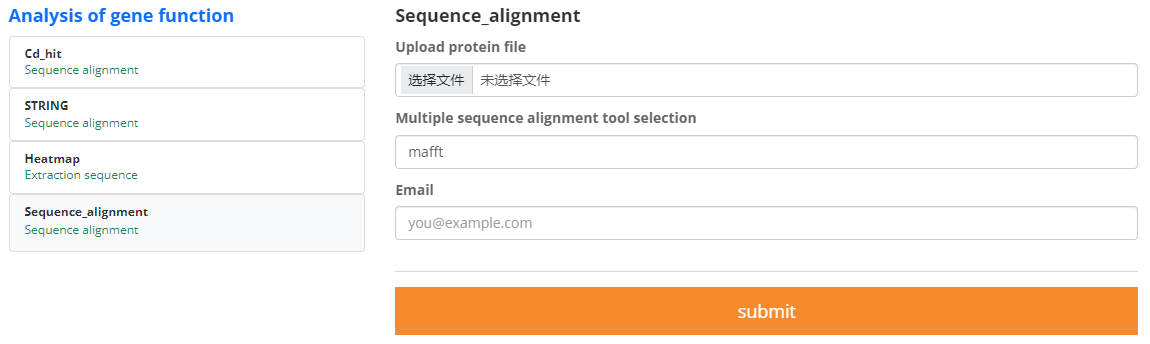 Analysis of gene function
Cd_hit
Sequence alignment
STRING
Sequence alignment
Heatmap
Extraction sequence
Sequence_alignment
Sequence alignment
Sequence_alignment
Upload protein file
选择文件 未选择文件
Multiple sequence alignment tool selection
mafft
Email
you@example.com
submit